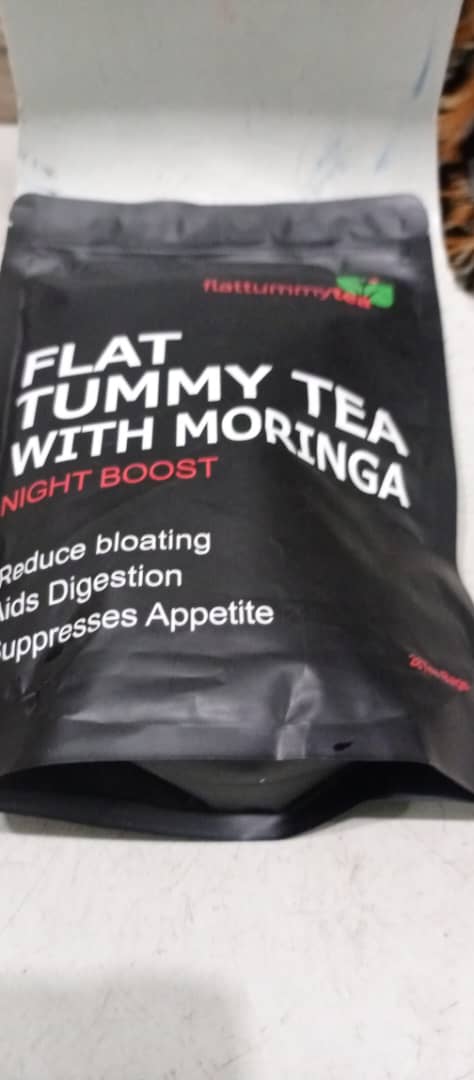 flattummytea
FLAT
TUMMY TEA
WITH MORINGA
NIGHT BOOST
Reduce bloating
Aids Digestion
Suppresses Appetite